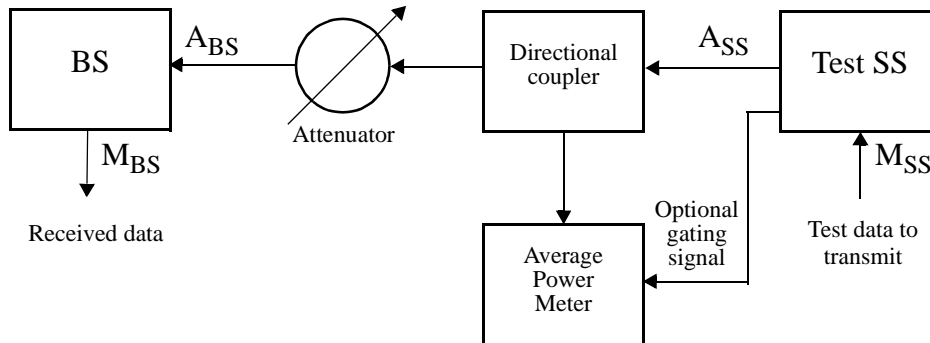 BS
A_BS
Attenuator
Directional
coupler
A_SS
Test SS
M_BS
Received data
M_SS
Test data to
transmit
Optional
gating
signal
Average
Power
Meter